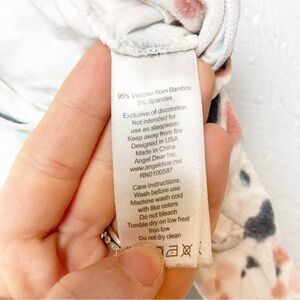 95% Viscose from Bamboo
5% Spandex
Exclusive of decoration
Not intended for
use as sleepwear
Keep away from fire
Designed in USA
Made in China
Angel Dear Inc.
www.angeldear.net
RN0100587
Care Instructions:
Wash before use
Machine wash cold
with like colors
Do not bleach
Tumble dry on low heat
Iron low
Do not dry clean